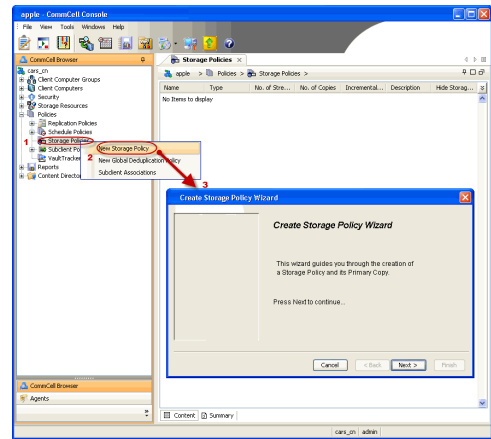 apple - CommCell Console
File View Tools Windows Help
CommCell Browser
Storage Policies
cars_cn
apple > Policies > Storage Policies >
Client Computer Groups
Client Computers
Security
Storage Resources
Policies
Replication Policies
Schedule Policies
1 Storage Policies
Subclient Po
VaultTracker
Reports
Content Director
Name Type No. of Stre... No. of Copies Incremental... Description Hide Storag...
No Items to display
New Storage Policy
2 New Global Deduplication Policy
Subclient Associations
3
Create Storage Policy Wizard
Create Storage Policy Wizard
This wizard guides you through the creation of
a Storage Policy and its Primary Copy.
Press Next to continue...
Cancel < Back Next > Finish
CommCell Browser
Agents
Content Summary
cars_cn admin